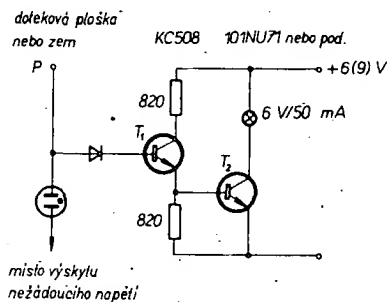 doteková ploška
nebo zem
KC508
101NU71 nebo pod.
P
+6(9) V
820
6 V/50 mA
T1
T2
820
místo výskytu
nežádoucího napětí